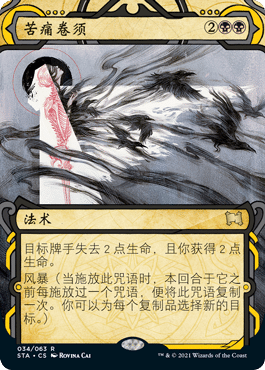 苦痛卷须 2
法术
目标牌手失去2点生命，且你获得2点
生命。
风暴（当施放此咒语时，本回合于它之
前每施放过一个咒语，便将此咒语复制
一次。你可以为每个复制品选择新的目
标。）
034/063 R
STA • CS ROVINA CAI
™ & © 2021 Wizards of the Coast